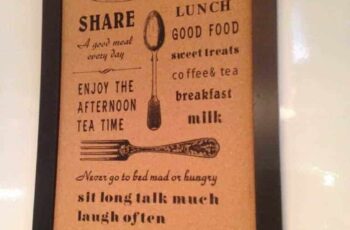 SHARE
A good meal
every day
ENJOY THE
AFTERNOON
TEA TIME
LUNCH
GOOD FOOD
sweet treats
coffee & tea
breakfast
milk
Never go to bed mad or hungry
sit long talk much
laugh often